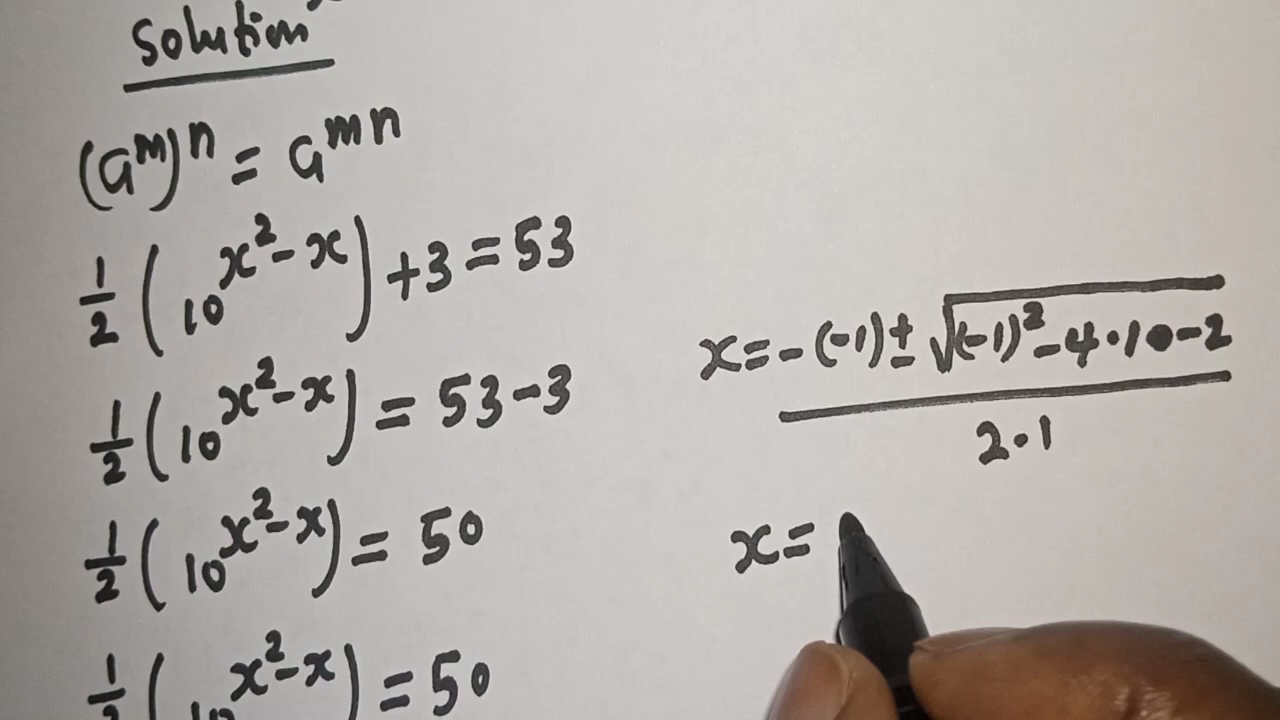 Solution
(a^m)^n = a^mn
1/2 (10^x²-x) + 3 = 53
1/2 (10^x²-x) = 53-3
1/2 (10^x²-x) = 50
1/2 (10^x²-x) = 50
x = -(-1) ± √(-1)²-4·1•-2
2·1
x =